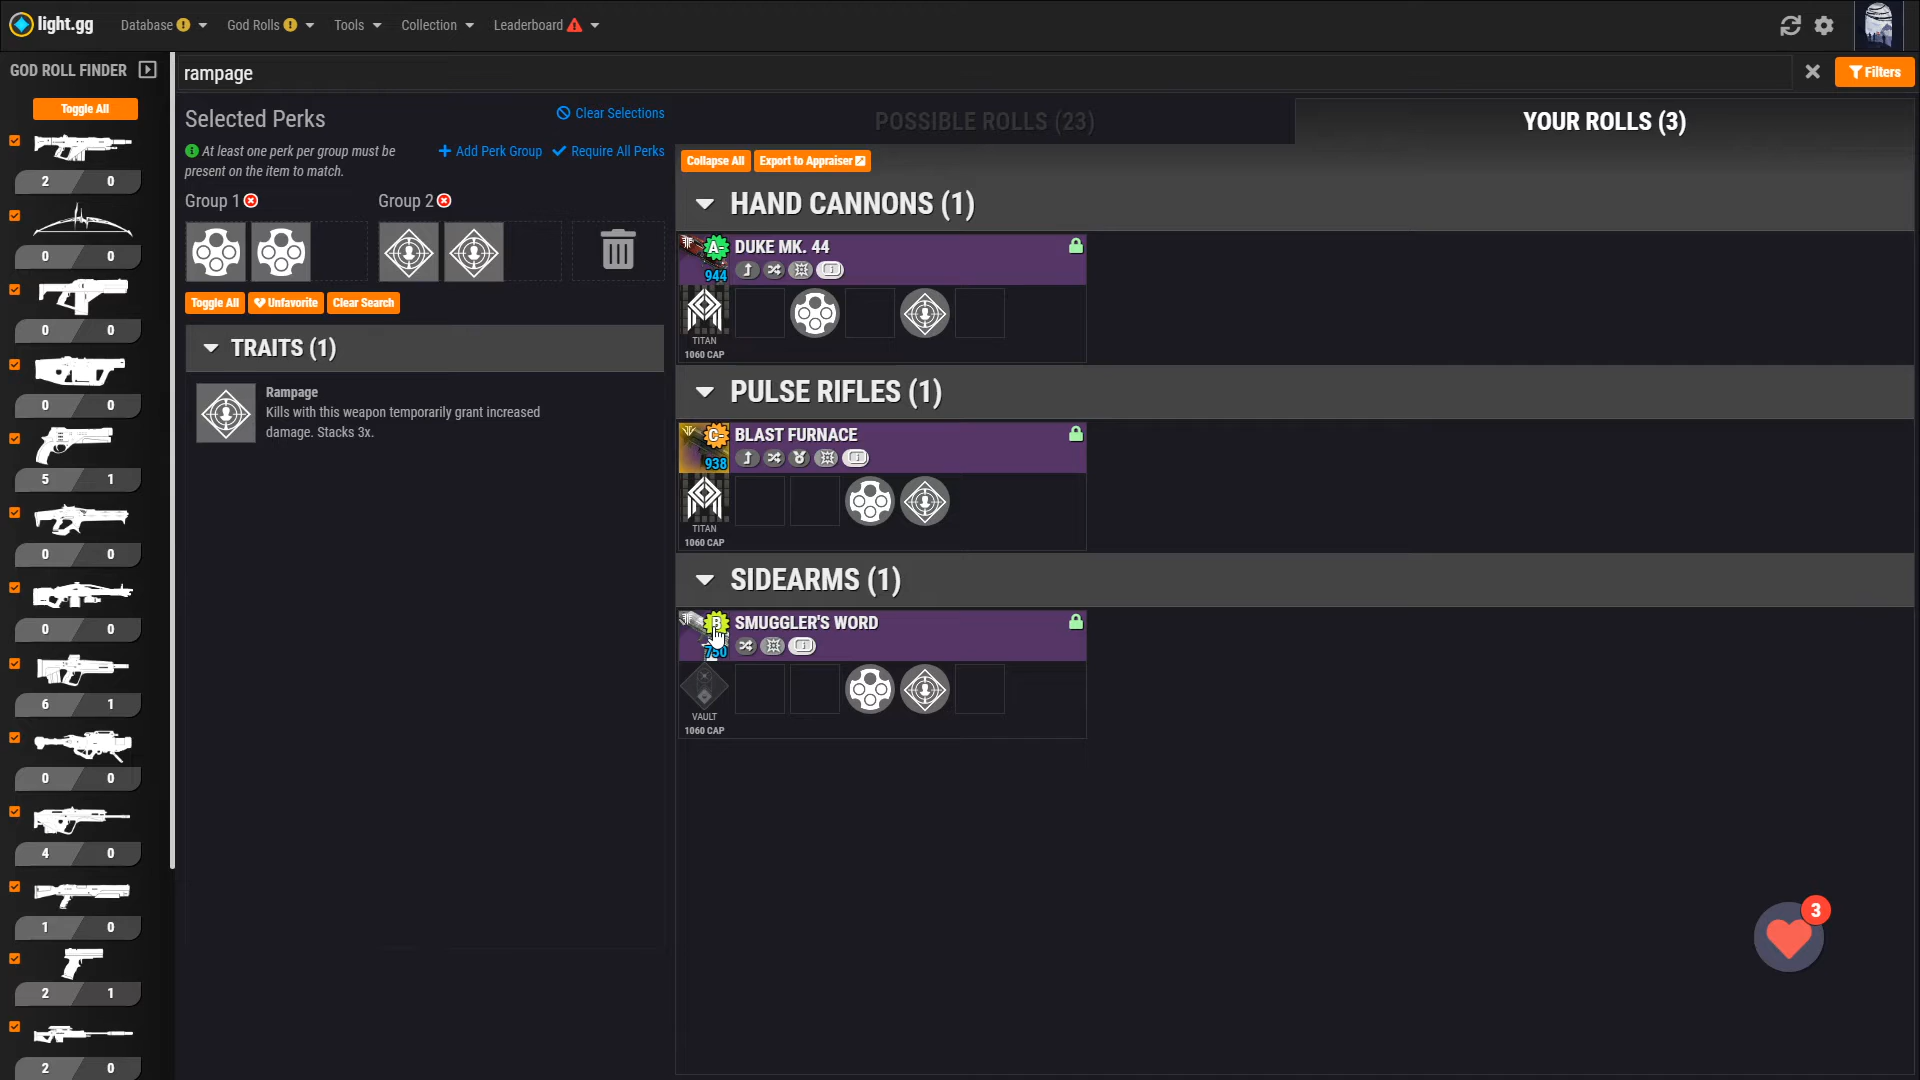 light.gg
Database
God Rolls
Tools
Collection
Leaderboard
GOD ROLL FINDER
rampage
Filters
Toggle All
2 0
0 0
0 0
0 0
5 1
0 0
0 0
6 1
0 0
4 0
1 0
2 1
2 0
Selected Perks
Clear Selections
At least one perk per group must be
present on the item to match.
Add Perk Group
Require All Perks
Group 1
Group 2
Toggle All
Unfavorite
Clear Search
TRAITS (1)
Rampage
Kills with this weapon temporarily grant increased
damage. Stacks 3x.
POSSIBLE ROLLS (23)
YOUR ROLLS (3)
Collapse All
Export to Appraiser
HAND CANNONS (1)
A-
DUKE MK. 44
944
TITAN
1060 CAP
PULSE RIFLES (1)
C-
BLAST FURNACE
938
TITAN
1060 CAP
SIDEARMS (1)
B
SMUGGLER'S WORD
750
VAULT
1060 CAP
3